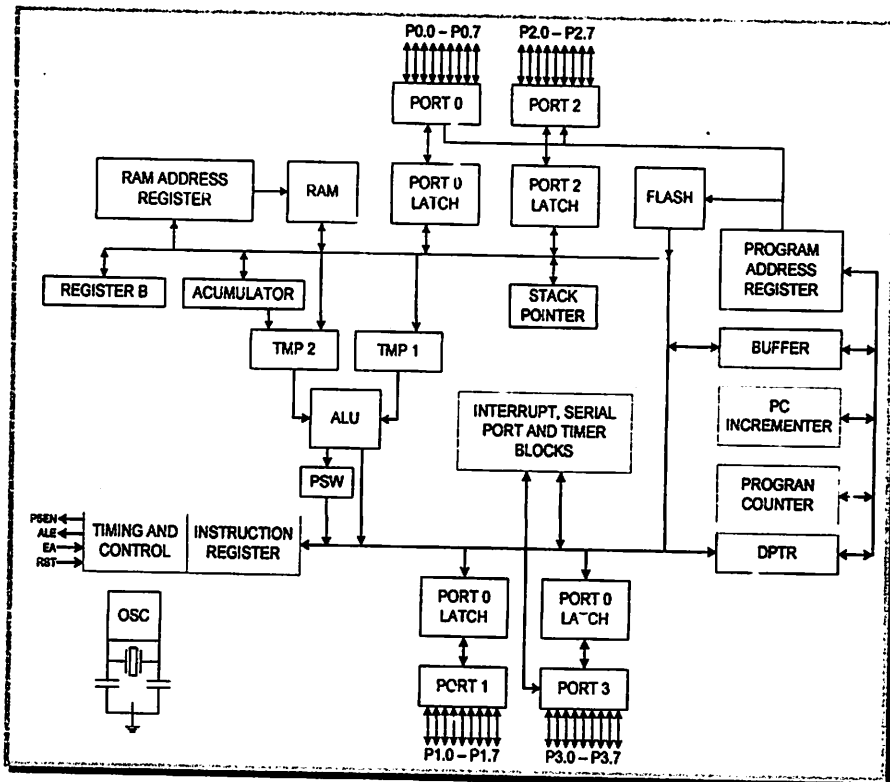 P0.0 – P0.7
P2.0 – P2.7
PORT 0
PORT 2
RAM ADDRESS
REGISTER
RAM
PORT 0
LATCH
PORT 2
LATCH
FLASH
PROGRAM
ADDRESS
REGISTER
REGISTER B
ACUMULATOR
STACK
POINTER
TMP 2
TMP 1
BUFFER
ALU
INTERRUPT, SERIAL
PORT AND TIMER
BLOCKS
PC
INCREMENTER
PSW
PROGRAN
COUNTER
PSEN
ALE
EA
RST
TIMING AND
CONTROL
INSTRUCTION
REGISTER
DPTR
OSC
PORT 0
LATCH
PORT 0
LATCH
PORT 1
PORT 3
P1.0 – P1.7
P3.0 – P3.7